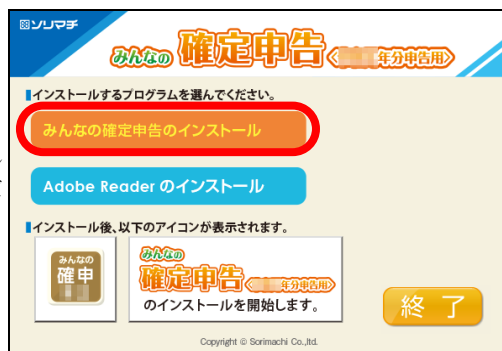 ソリマチ
みんなの 確定申告 年分申告用
インストールするプログラムを選んでください。
みんなの確定申告のインストール
Adobe Reader のインストール
インストール後、以下のアイコンが表示されます。
みんなの
確申
みんなの
確定申告 年分申告用
のインストールを開始します。
終了
Copyright © Sorimachi Co.,ltd.